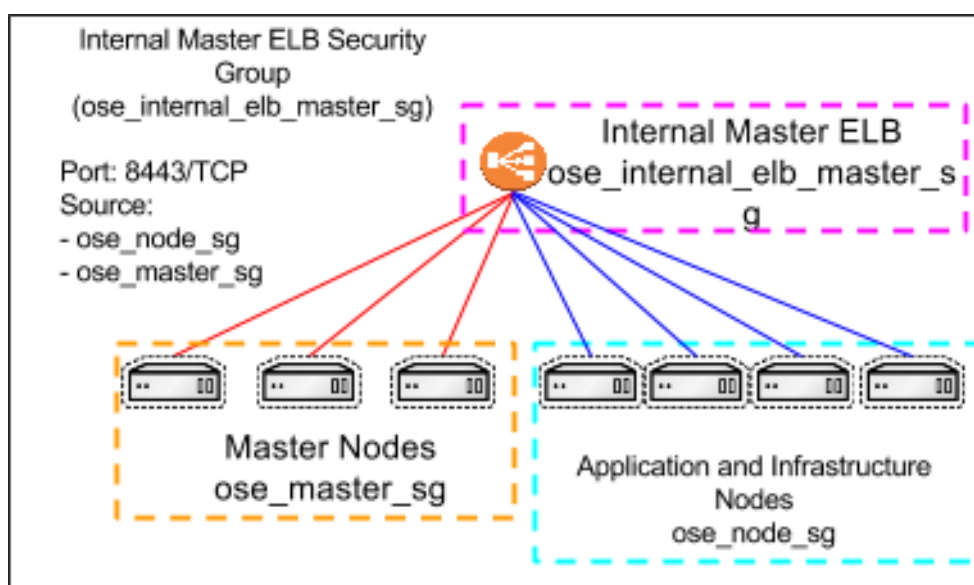 Internal Master ELB Security
Group
(ose_internal_elb_master_sg)
Port: 8443/TCP
Source:
- ose_node_sg
- ose_master_sg
Internal Master ELB
ose_internal_elb_master_s
g
Master Nodes
ose_master_sg
Application and Infrastructure
Nodes
ose_node_sg